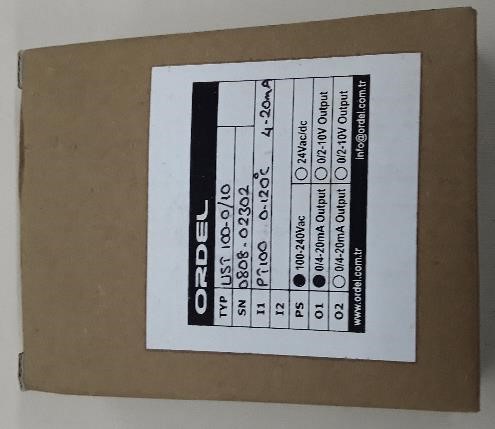 ORDEL
TYP UST 100-0/10
SN 0808-02302
I1 PT100 0-120°C 4-20mA
I2
PS 100-240Vac 24Vac/dc
O1 0/4-20mA Output 0/2-10V Output
O2 0/4-20mA Output 0/2-10V Output
www.ordel.com.tr info@ordel.com.tr